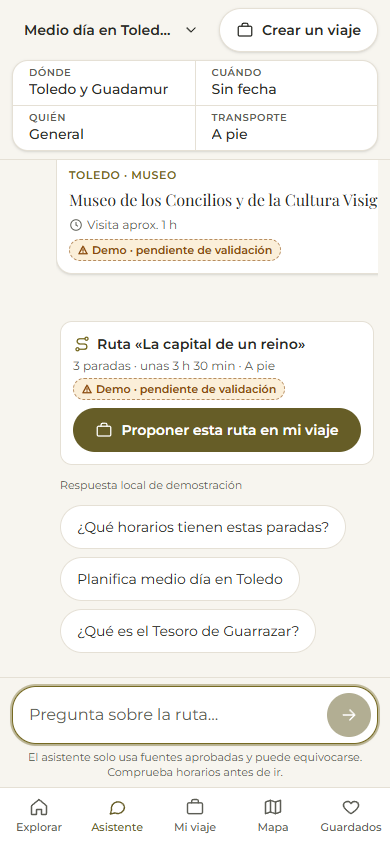 Medio día en Toled...
Crear un viaje
DÓNDE
Toledo y Guadamur
CUÁNDO
Sin fecha
QUIÉN
General
TRANSPORTE
A pie
TOLEDO · MUSEO
Museo de los Concilios y de la Cultura Visig
Visita aprox. 1 h
Demo · pendiente de validación
Ruta «La capital de un reino»
3 paradas · unas 3 h 30 min · A pie
Demo · pendiente de validación
Proponer esta ruta en mi viaje
Respuesta local de demostración
¿Qué horarios tienen estas paradas?
Planifica medio día en Toledo
¿Qué es el Tesoro de Guarrazar?
Pregunta sobre la ruta...
El asistente solo usa fuentes aprobadas y puede equivocarse.
Comprueba horarios antes de ir.
Explorar
Asistente
Mi viaje
Mapa
Guardados